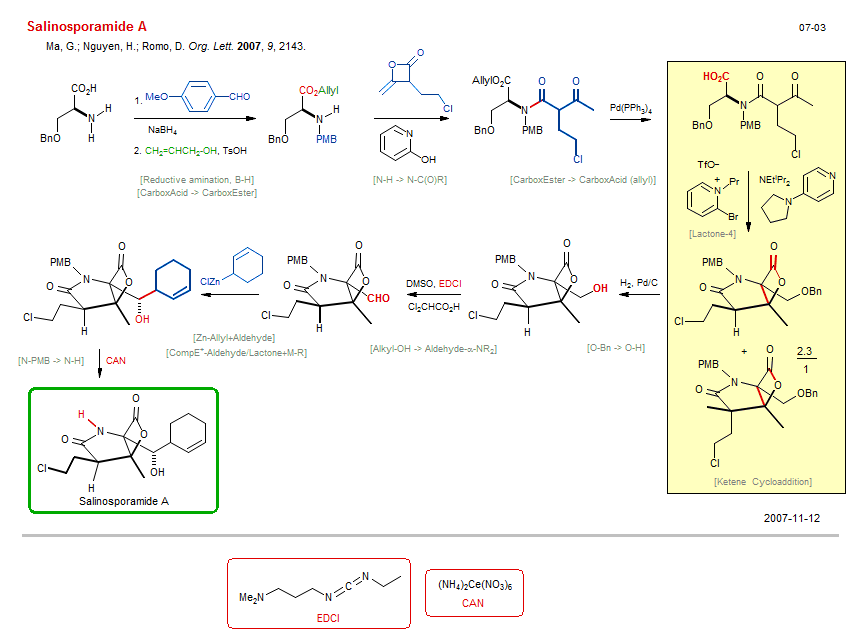 Salinosporamide A
07-03
Ma, G.; Nguyen, H.; Romo, D. Org. Lett. 2007, 9, 2143.
CO₂H
H
N
H
BnO
1. MeO
CHO
NaBH₄
2. CH₂=CHCH₂-OH, TsOH
[Reductive amination, B-H]
[CarboxAcid -> CarboxEster]
CO₂Allyl
H
N
PMB
BnO
O
O
Cl
N
OH
[N-H -> N-C(O)R]
AllylO₂C
O
O
N
PMB
BnO
Cl
[CarboxEster -> CarboxAcid (allyl)]
Pd(PPh₃)₄
HO₂C
O
O
N
PMB
BnO
Cl
TfO-
+
Pr
N
Br
NEtⁱPr₂
N
N
[Lactone-4]
PMB
O
N
O
O
OBn
Cl
H
+
2.3
1
PMB
O
N
O
O
OBn
Cl
[Ketene Cycloaddition]
H₂, Pd/C
[O-Bn -> O-H]
PMB
O
N
O
O
OH
Cl
H
DMSO, EDCI
Cl₂CHCO₂H
[Alkyl-OH -> Aldehyde-α-NR₂]
PMB
O
N
O
O
CHO
Cl
H
ClZn
[Zn-Allyl+Aldehyde]
[CompE*-Aldehyde/Lactone+M-R]
PMB
O
N
O
O
OH
Cl
H
[N-PMB -> N-H]
CAN
H
O
N
O
O
OH
Cl
H
Salinosporamide A
2007-11-12
Me₂N
N
C
N
EDCI
(NH₄)₂Ce(NO₃)₆
CAN